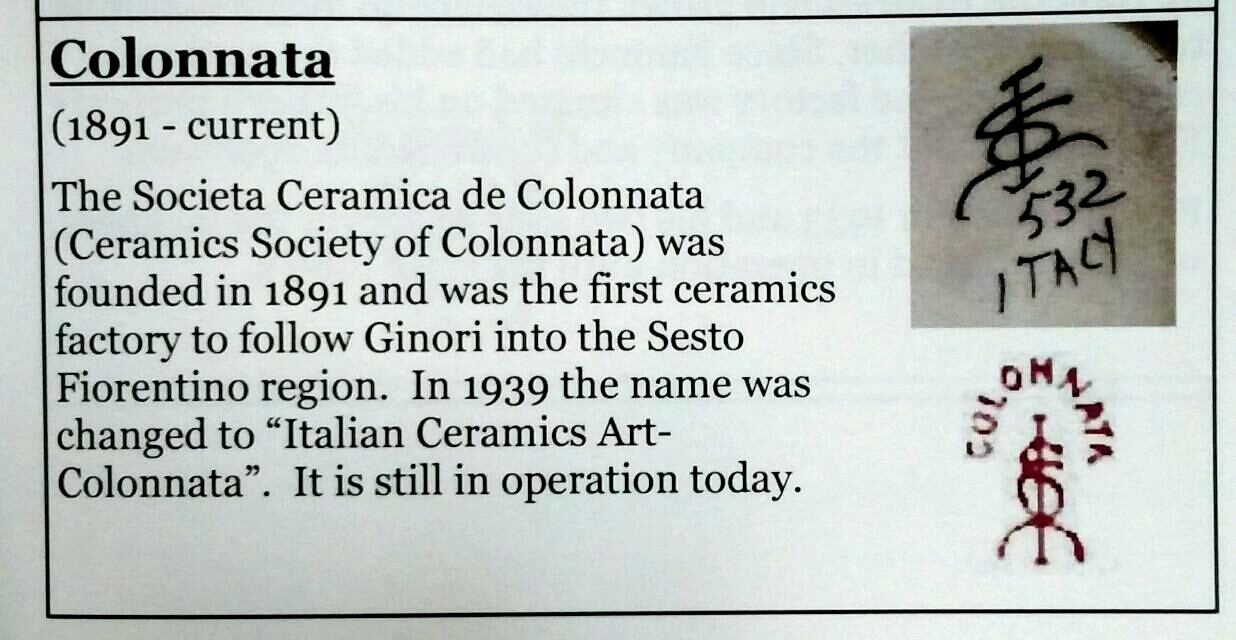 Colonnata
(1891 - current)
The Societa Ceramica de Colonnata
(Ceramics Society of Colonnata) was
founded in 1891 and was the first ceramics
factory to follow Ginori into the Sesto
Fiorentino region. In 1939 the name was
changed to “Italian Ceramics Art-
Colonnata”. It is still in operation today.
532
ITALY
COLONNATA